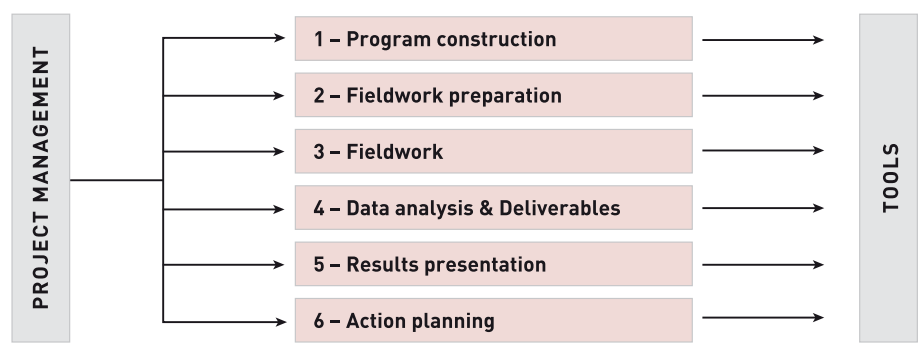 PROJECT MANAGEMENT
1 – Program construction
2 – Fieldwork preparation
3 – Fieldwork
4 – Data analysis & Deliverables
5 – Results presentation
6 – Action planning
TOOLS